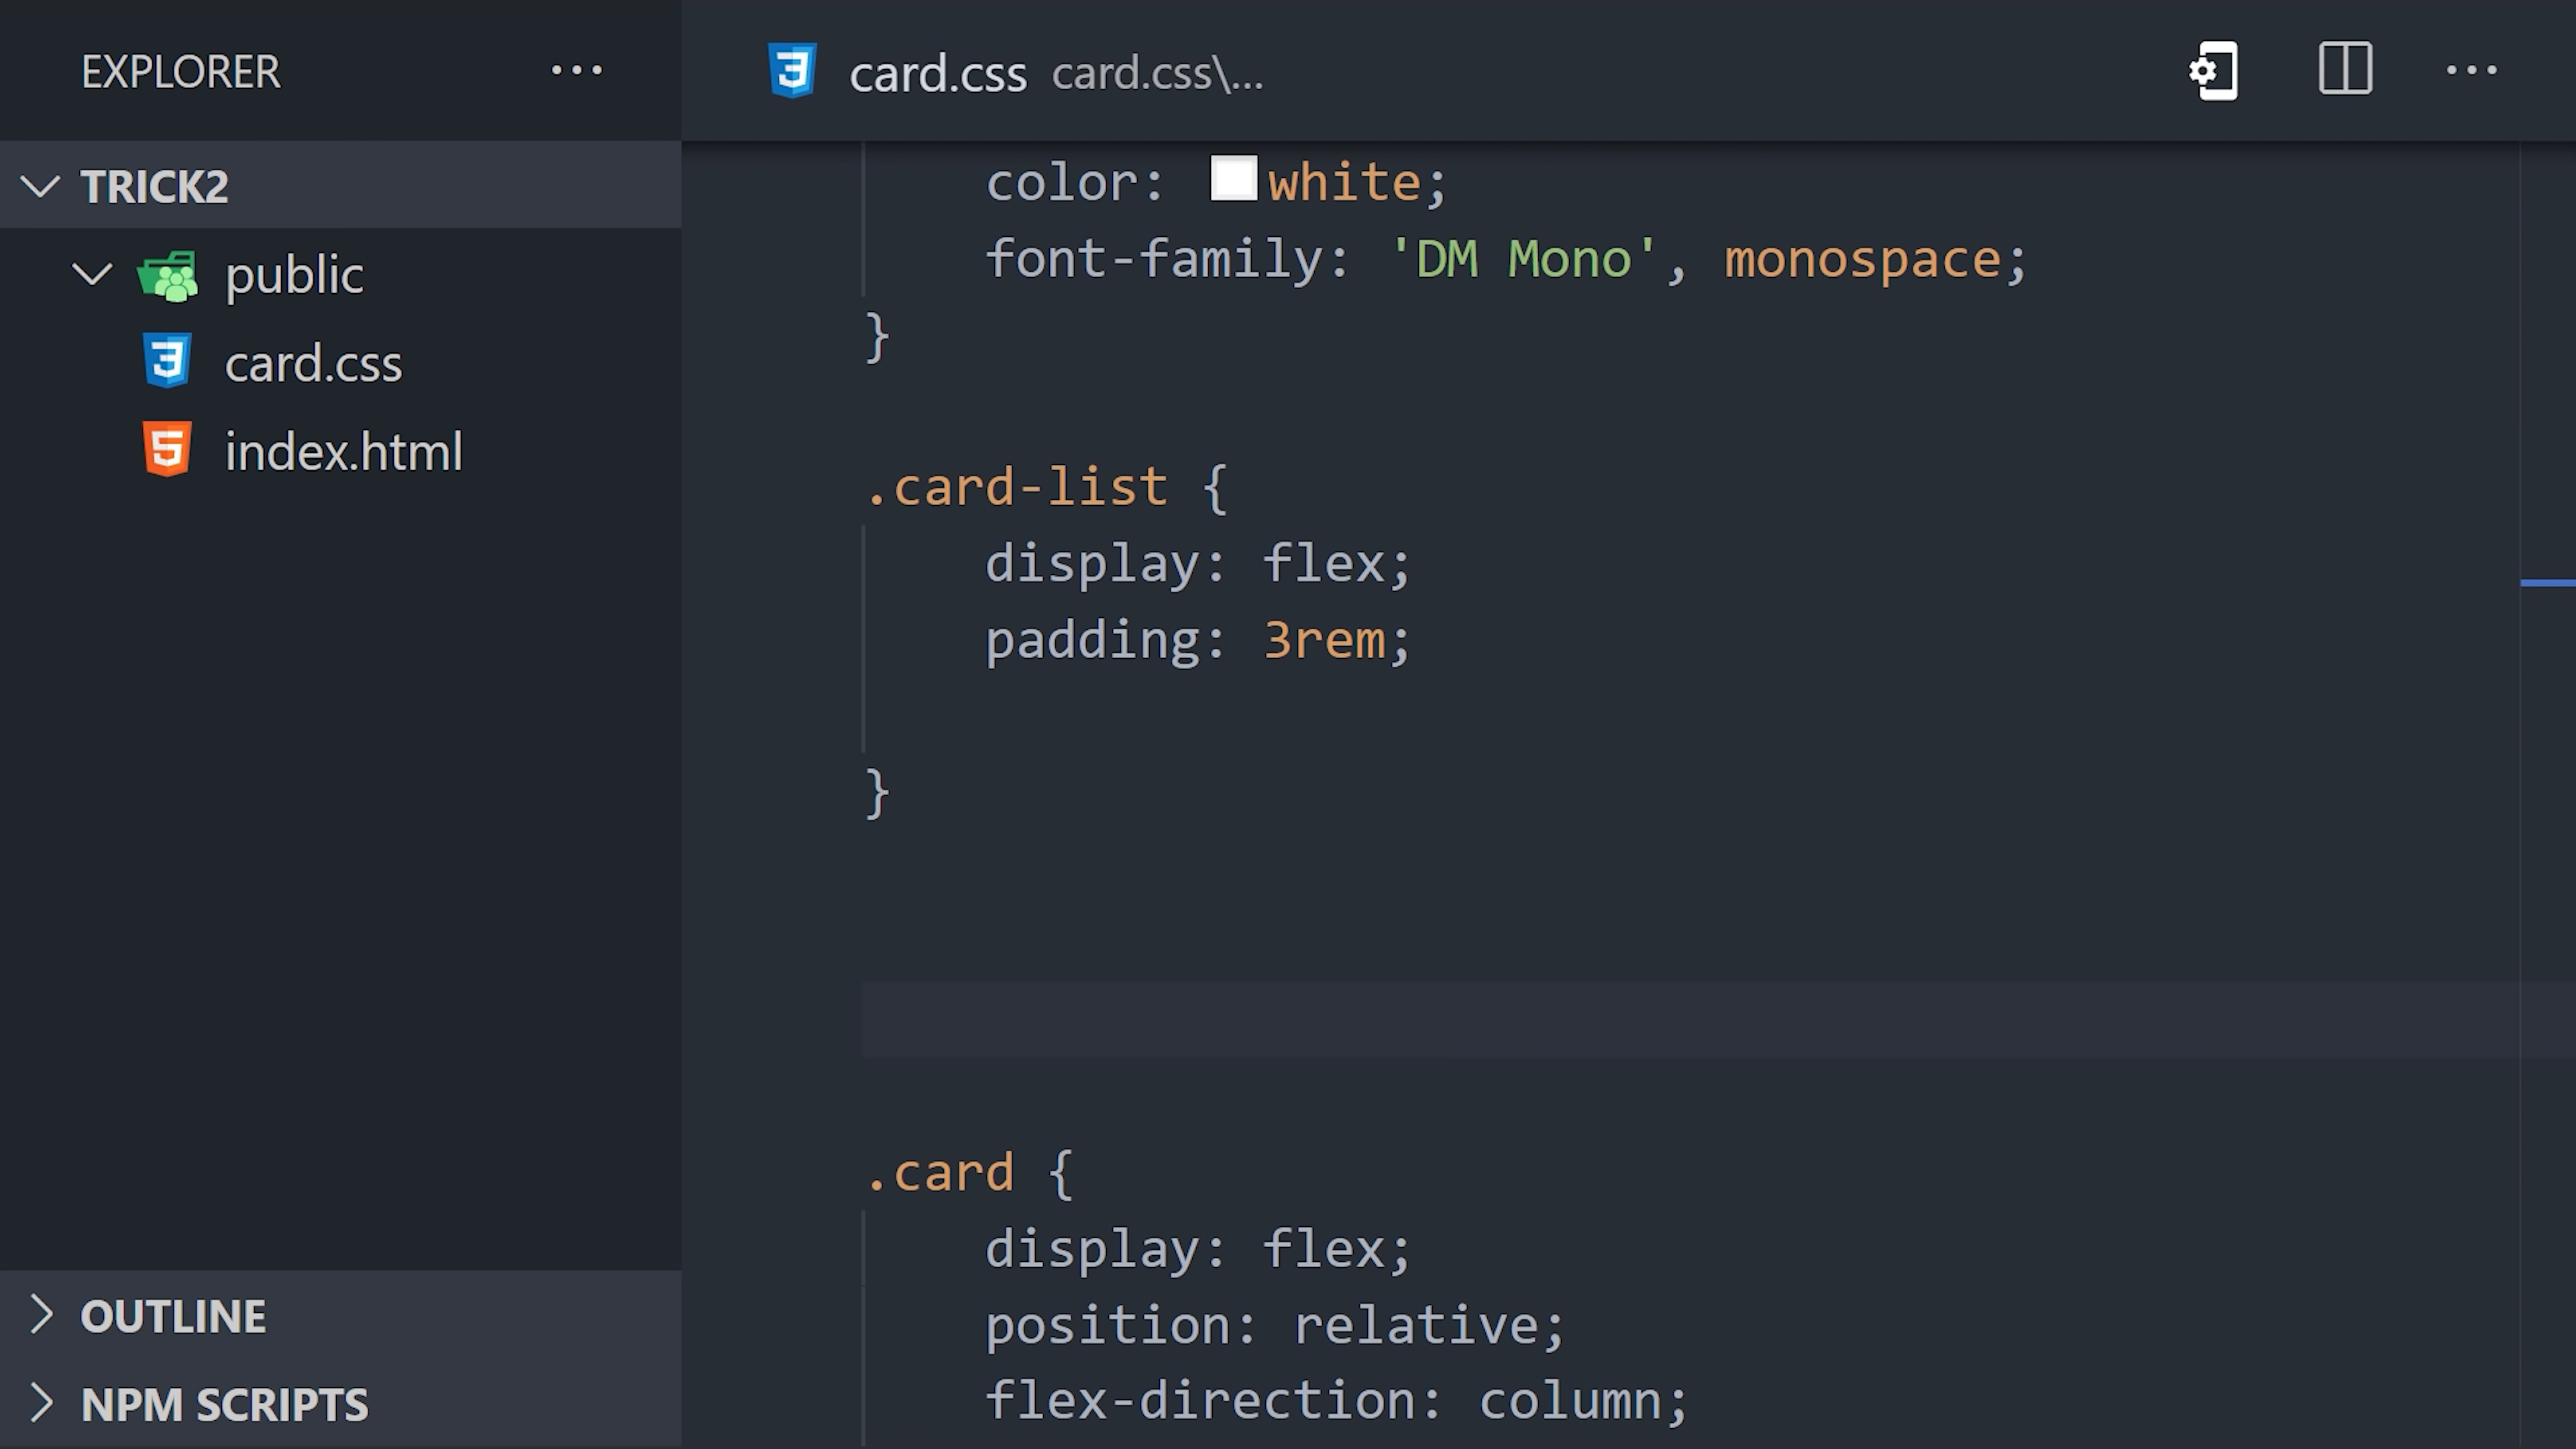 EXPLORER
TRICK2
public
card.css
index.html
OUTLINE
NPM SCRIPTS
card.css card.css\...
color: white;
font-family: 'DM Mono', monospace;
}
.card-list {
display: flex;
padding: 3rem;
}
.card {
display: flex;
position: relative;
flex-direction: column;